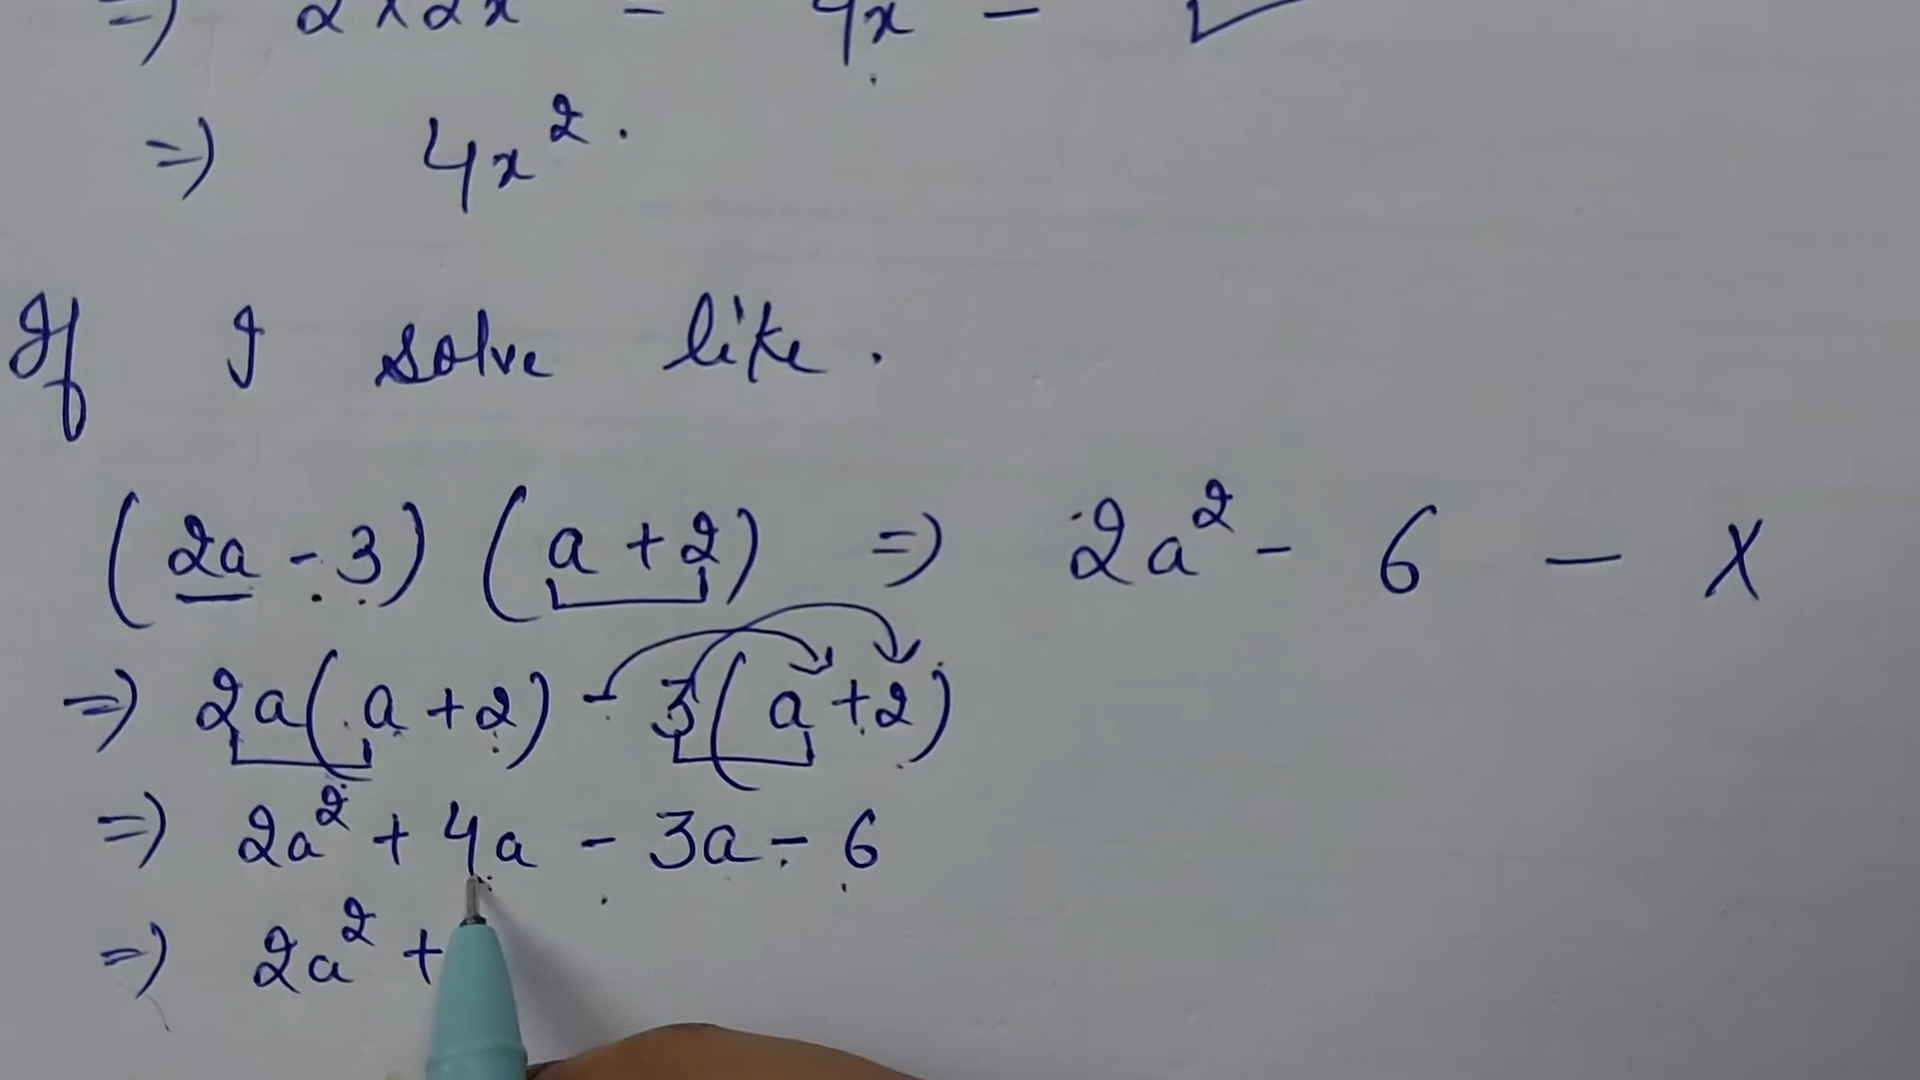 =) 2 x 2x - 4x - ✓
=) 4x².
If I solve like.
(2a - 3) (a + 2) =) 2a² - 6 - X
=) 2a(a + 2) - 3(a + 2)
=) 2a² + 4a - 3a - 6
=) 2a² +